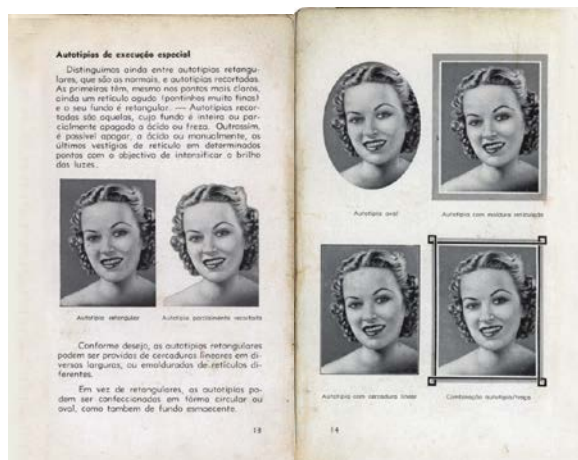 Autotipias de execução especial
Distinguimos ainda entre autotipias retangu-
lares, que são as normais, e autotipias recortadas.
As primeiras têm, mesmo nos pontos mais claros,
ainda um retículo agudo (pontinhos muito finos)
e o seu fundo é retangular. — Autotipias recor-
tadas são aquelas, cujo fundo é inteira ou par-
cialmente apagado a ácido ou freza. Outrossim,
é possivel apagar, a ácido ou manualmente, os
últimos vestígios de retículo em determinados
pontos com o objectivo de intensificar o brilho
das luzes.
Autotipia retangular
Autotipia parcialmente recortada
Conforme desejo, as autotipias retangulares
podem ser providas de cercaduras lineares em di-
versas larguras, ou emolduradas de retículos di-
ferentes.
Em vez de retangulares, as autotipias po-
dem ser confeccionadas em fórma circular ou
oval, como tambem de fundo esmaecente.
13
Autotipia oval
Autotipia com moldura reticulada
Autotipia com cercadura linear
Combinação autotipia/traço
14